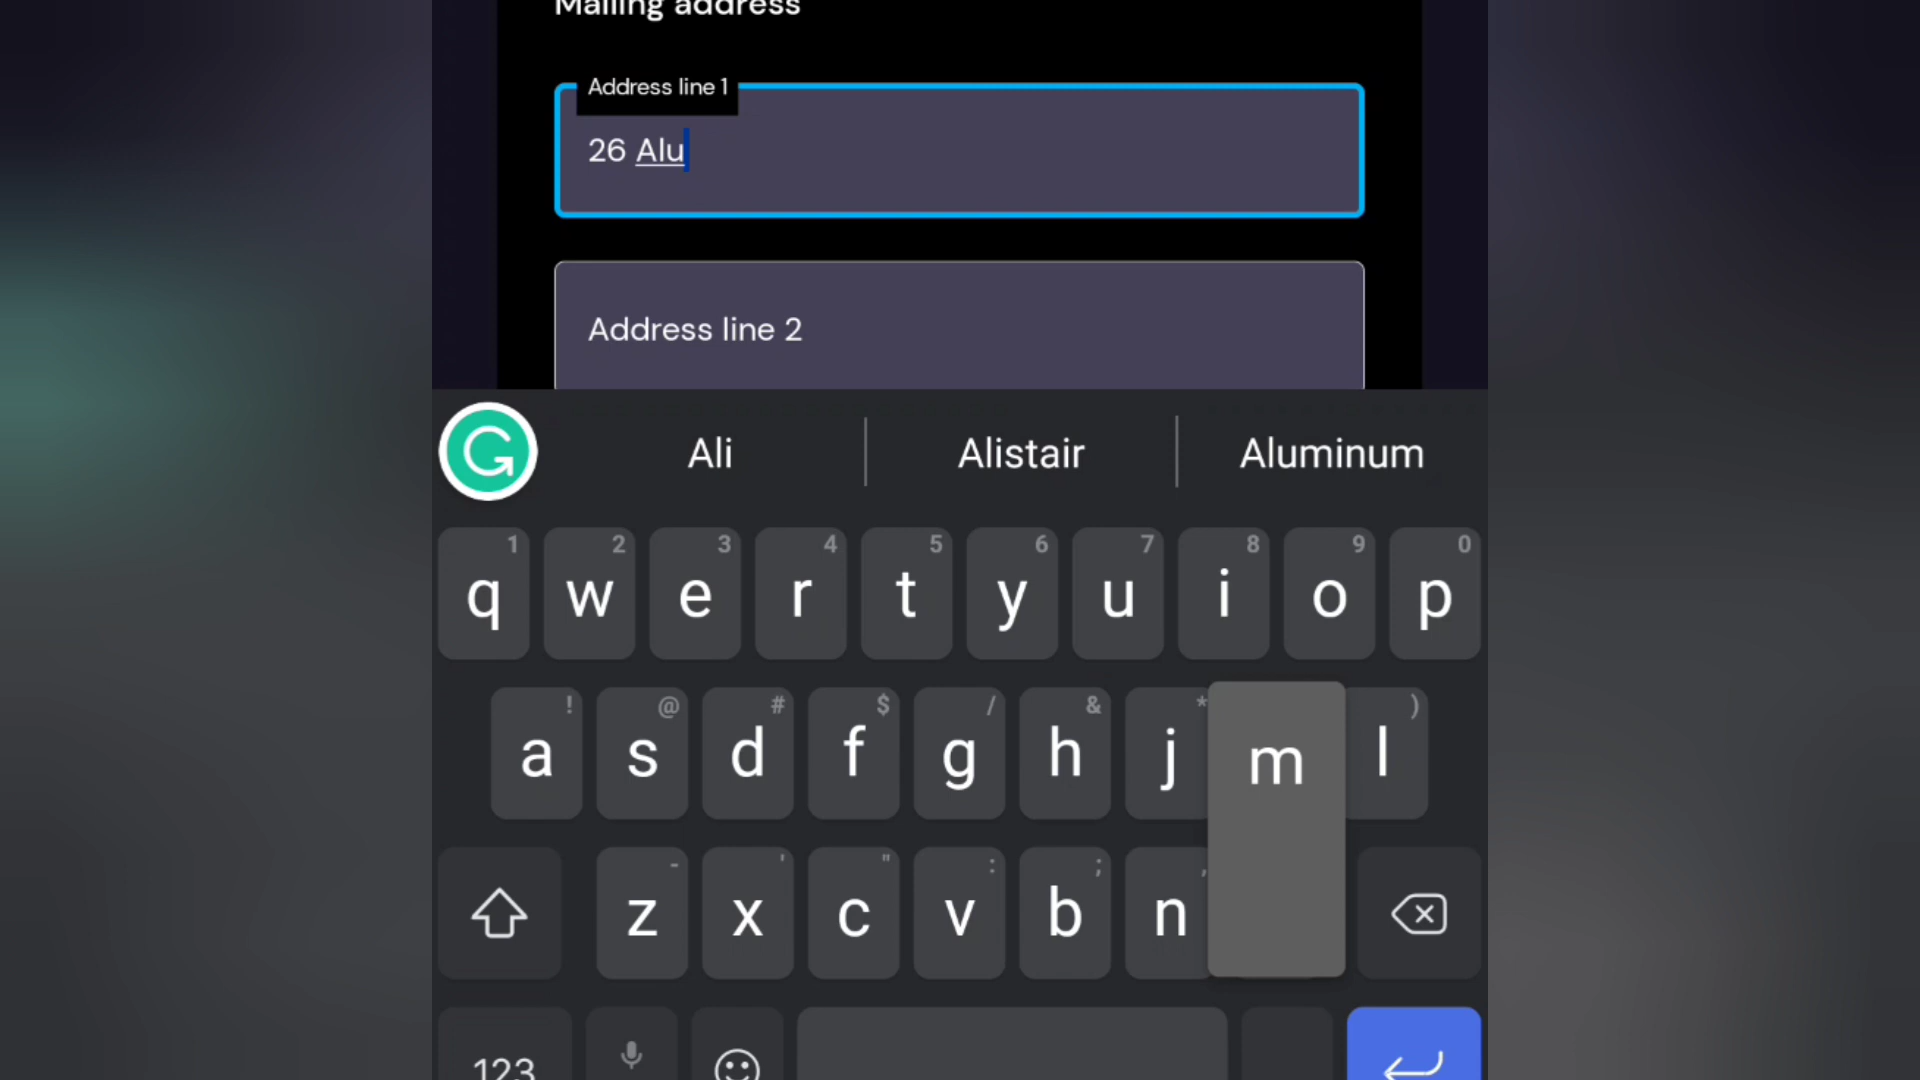 Mailing address
Address line 1
26 Alu
Address line 2
G Ali Alistair Aluminum
1 2 3 4 5 6 7 8 9 0
q w e r t y u i o p
! @ # $ / & * )
a s d f g h j m l
- ' " : ; ,
z x c v b n
123